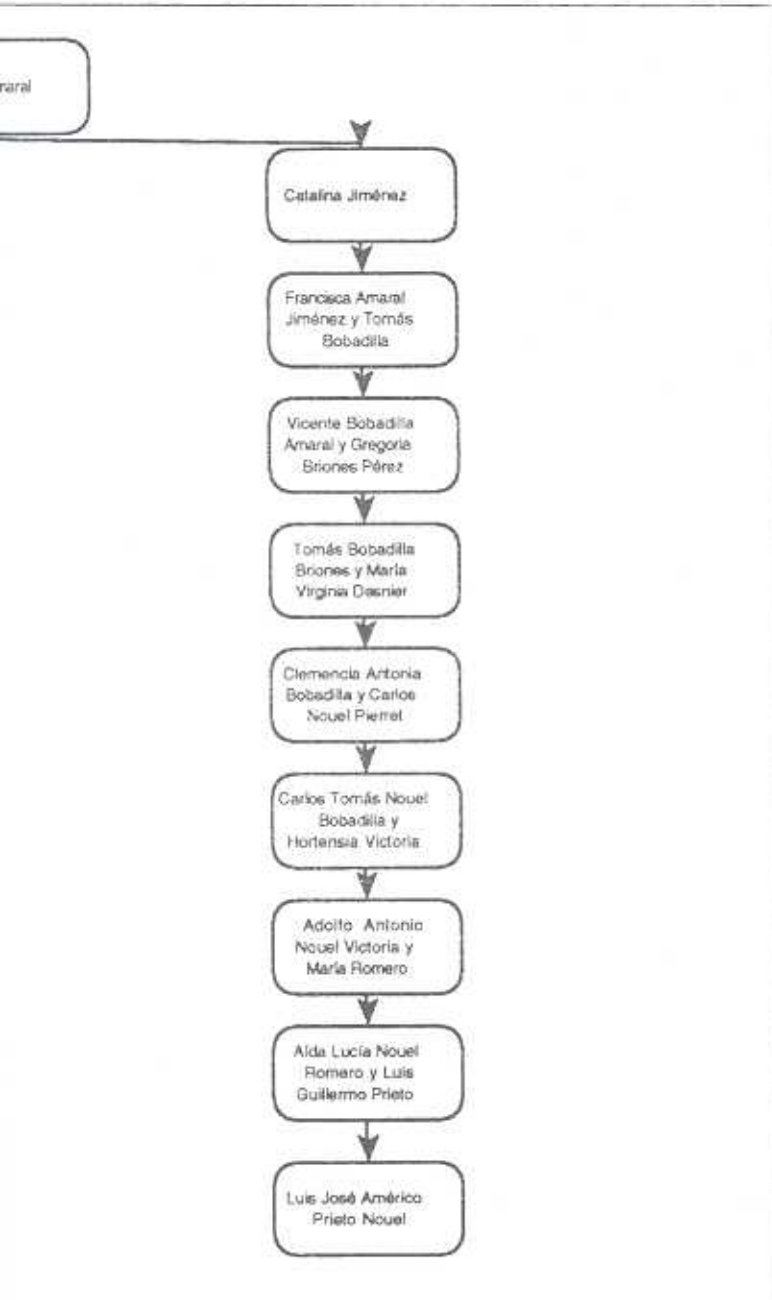 Catalina Jiménez
Francisca Amaral
Jiménez y Tomás
Bobadilla
Vicente Bobadilla
Amaral y Gregoria
Briones Pérez
Tomás Bobadilla
Briones y María
Virginia Desnier
Clemencia Antonia
Bobadilla y Carlos
Nouel Pierret
Carlos Tomás Nouel
Bobadilla y
Hortensia Victoria
Adolfo Antonio
Nouel Victoria y
María Romero
Aída Lucía Nouel
Romero y Luis
Guillermo Prieto
Luis José Américo
Prieto Nouel